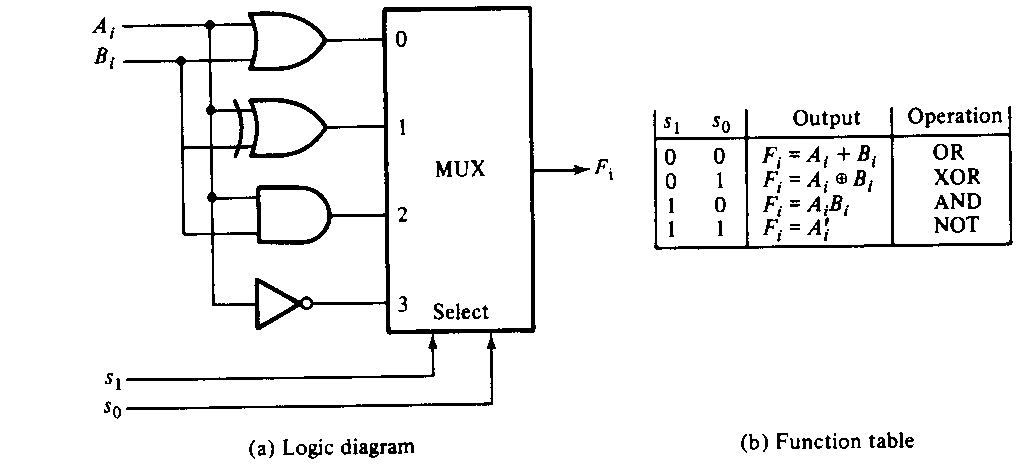 A_i
B_i
0
1
MUX
F_i
2
3
Select
s_1
s_0
(a) Logic diagram
s_1 s_0 Output Operation
0 0 F_i = A_i + B_i OR
0 1 F_i = A_i ⊕ B_i XOR
1 0 F_i = A_iB_i AND
1 1 F_i = A_i' NOT
(b) Function table